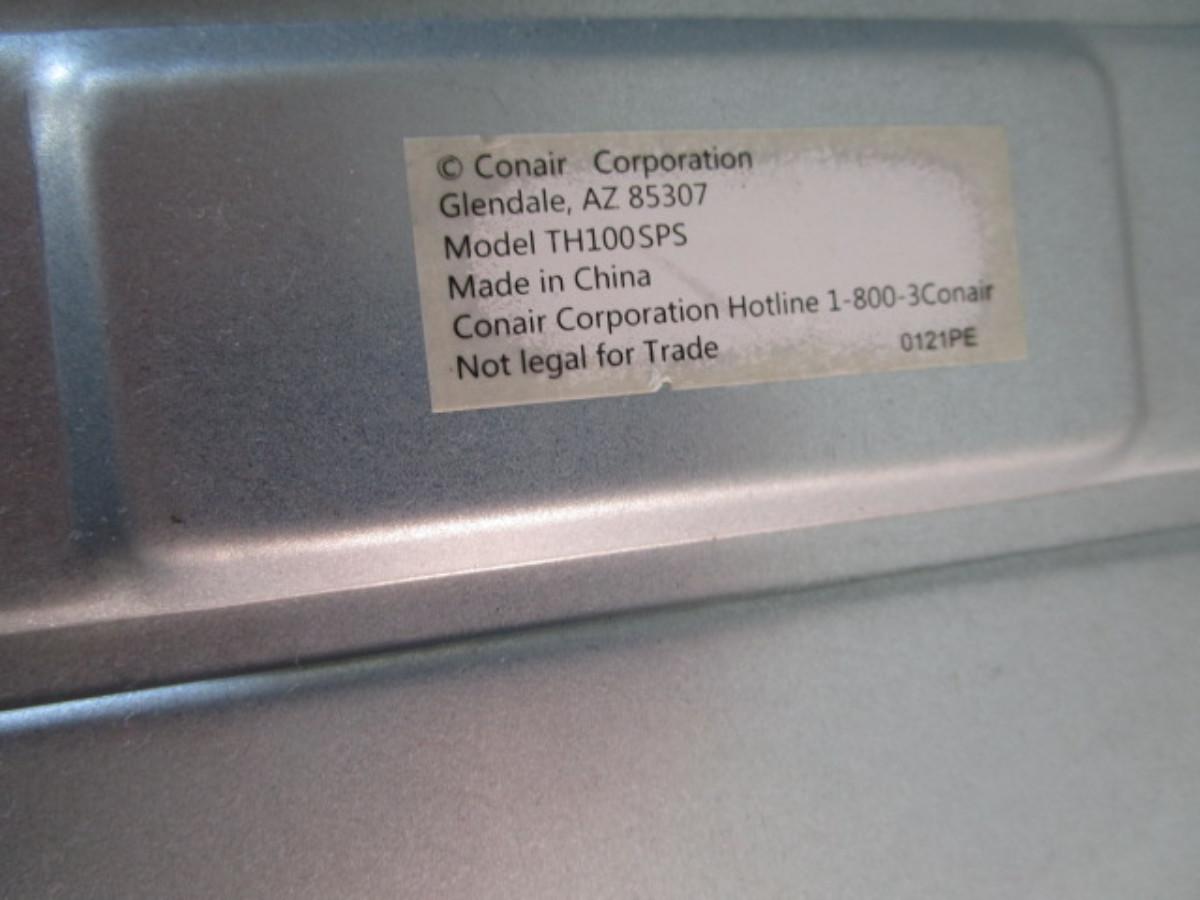 © Conair Corporation
Glendale, AZ 85307
Model TH100SPS
Made in China
Conair Corporation Hotline 1-800-3Conair
Not legal for Trade 0121PE